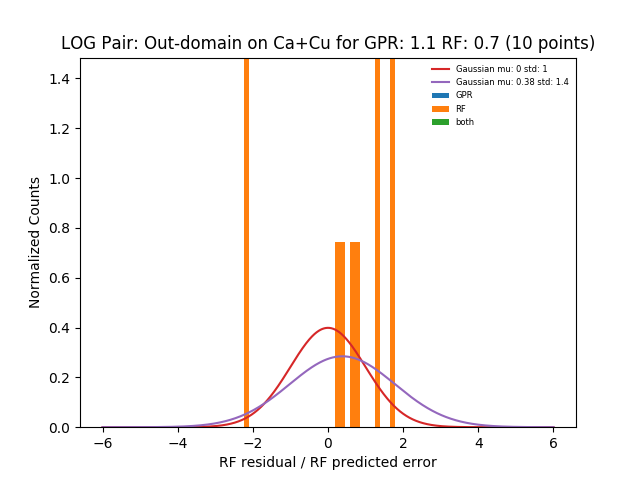 LOG Pair: Out-domain on Ca+Cu for GPR: 1.1 RF: 0.7 (10 points)
Gaussian mu: 0 std: 1
Gaussian mu: 0.38 std: 1.4
GPR
RF
both
Normalized Counts
1.4
1.2
1.0
0.8
0.6
0.4
0.2
0.0
−6 −4 −2 0 2 4 6
RF residual / RF predicted error